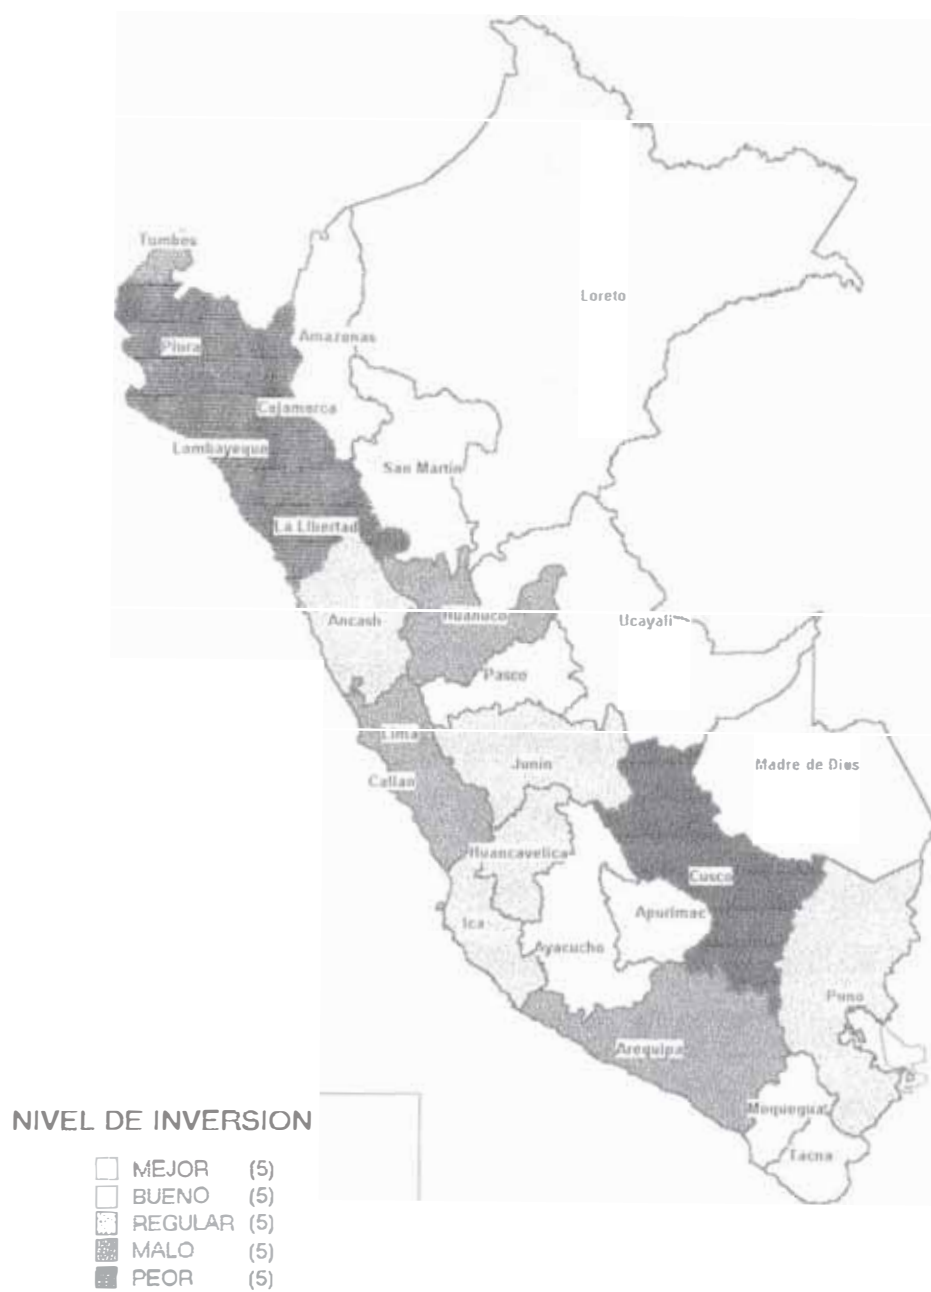 Tumbes
Loreto
Amazonas
Piura
Cajamarca
Lambayeque
San Martin
La Libertad
Huanuco
Ancash
Ucayali
Pasco
Lima
Junin
Madre de Dios
Callao
Huancavelica
Cusco
Apurimac
Ica
Ayacucho
Puno
Arequipa
Moquegua
Tacna
NIVEL DE INVERSION
MEJOR (5)
BUENO (5)
REGULAR (5)
MALO (5)
PEOR (5)